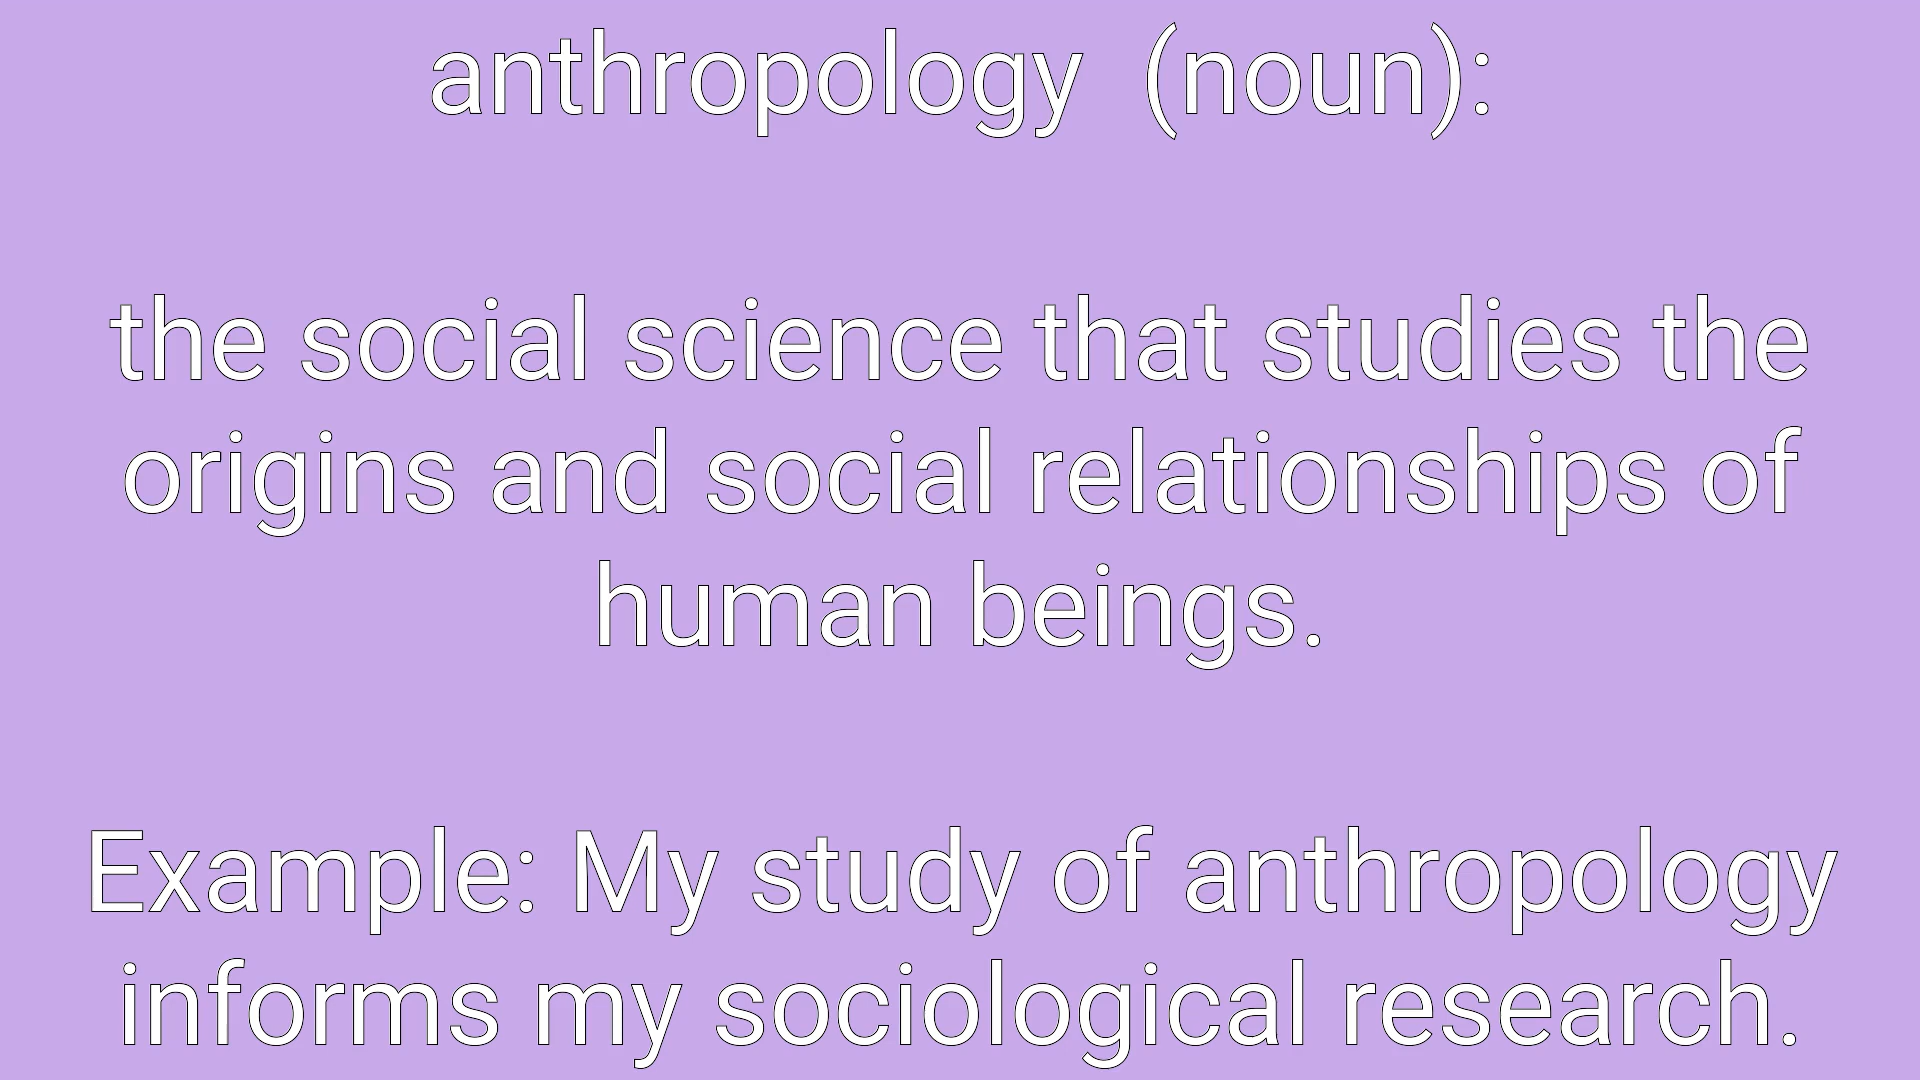 anthropology  (noun):
the social science that studies the
origins and social relationships of
human beings.
Example: My study of anthropology
informs my sociological research.